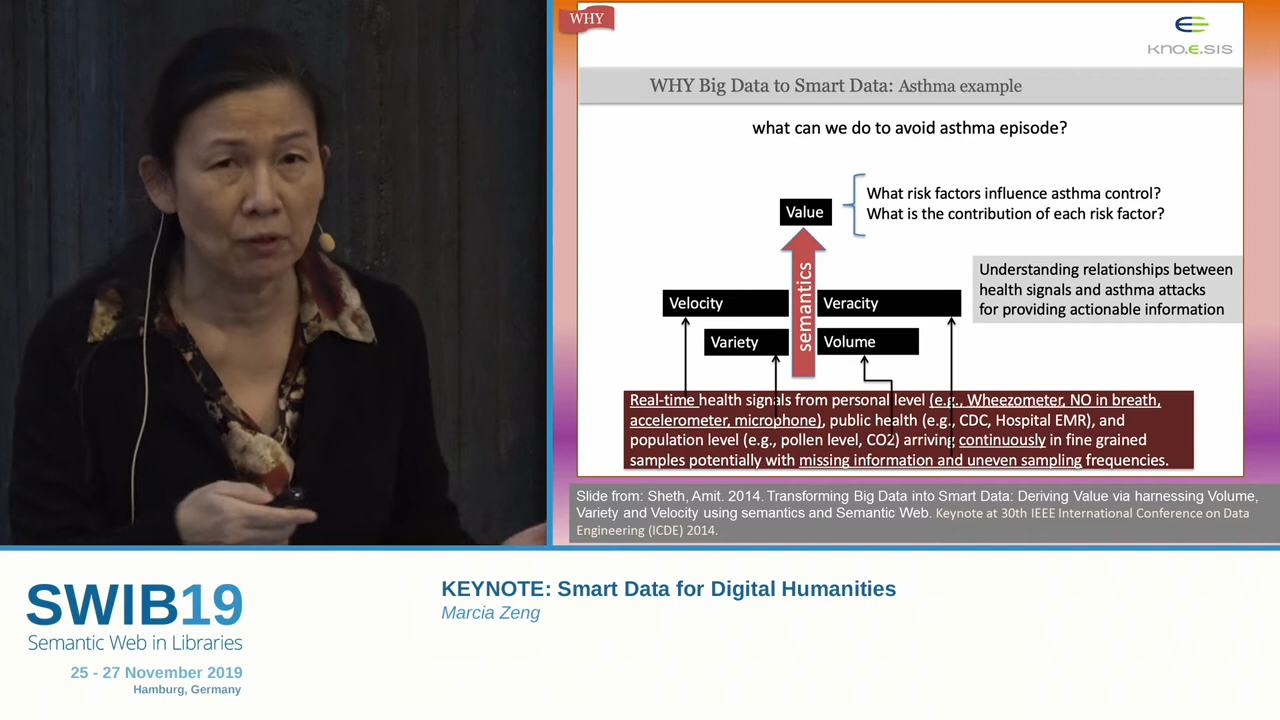 WHY
kno.e.sis
WHY Big Data to Smart Data: Asthma example
what can we do to avoid asthma episode?
Value
What risk factors influence asthma control?
What is the contribution of each risk factor?
semantics
Understanding relationships between
health signals and asthma attacks
for providing actionable information
Velocity
Veracity
Variety
Volume
Real-time health signals from personal level (e.g., Wheezometer, NO in breath,
accelerometer, microphone), public health (e.g., CDC, Hospital EMR), and
population level (e.g., pollen level, CO2) arriving continuously in fine grained
samples potentially with missing information and uneven sampling frequencies.
Slide from: Sheth, Amit. 2014. Transforming Big Data into Smart Data: Deriving Value via harnessing Volume,
Variety and Velocity using semantics and Semantic Web. Keynote at 30th IEEE International Conference on Data
Engineering (ICDE) 2014.
SWIB19
Semantic Web in Libraries
25 - 27 November 2019
Hamburg, Germany
KEYNOTE: Smart Data for Digital Humanities
Marcia Zeng